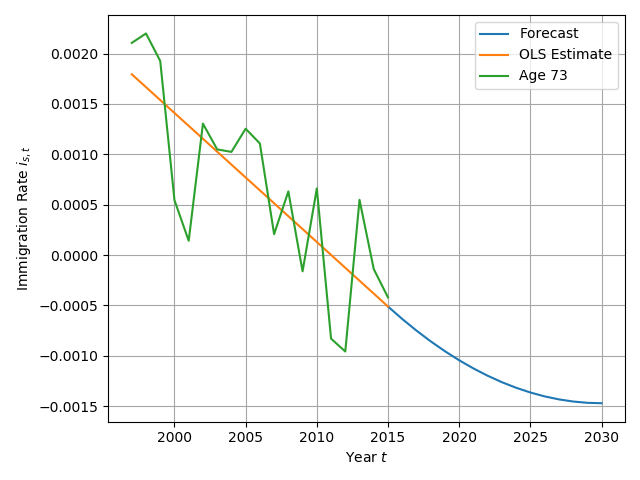 Forecast
OLS Estimate
Age 73
0.0020
0.0015
0.0010
0.0005
0.0000
−0.0005
−0.0010
−0.0015
Immigration Rate i_{s,t}
2000 2005 2010 2015 2020 2025 2030
Year t